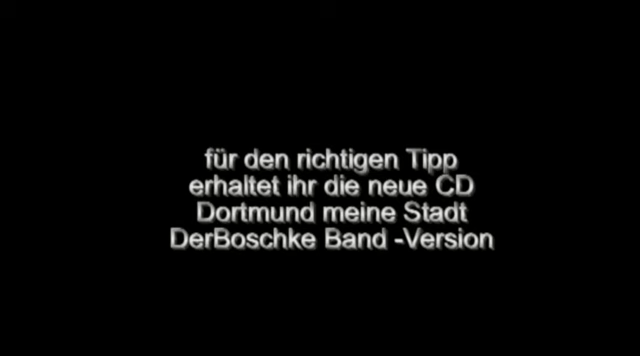 für den richtigen Tipp
erhaltet ihr die neue CD
Dortmund meine Stadt
DerBoschke Band -Version